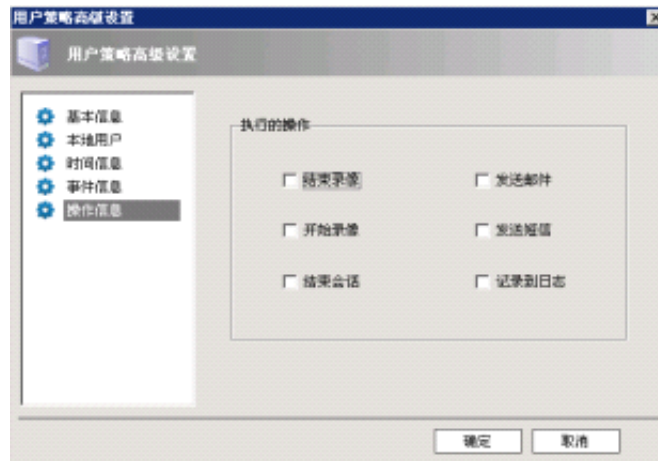 用户策略高级设置
用户策略高级设置
基本信息
本地用户
时间信息
事件信息
操作信息
执行的操作
结束录像 发送邮件
开始录像 发送短信
结束会话 记录到日志
确定 取消